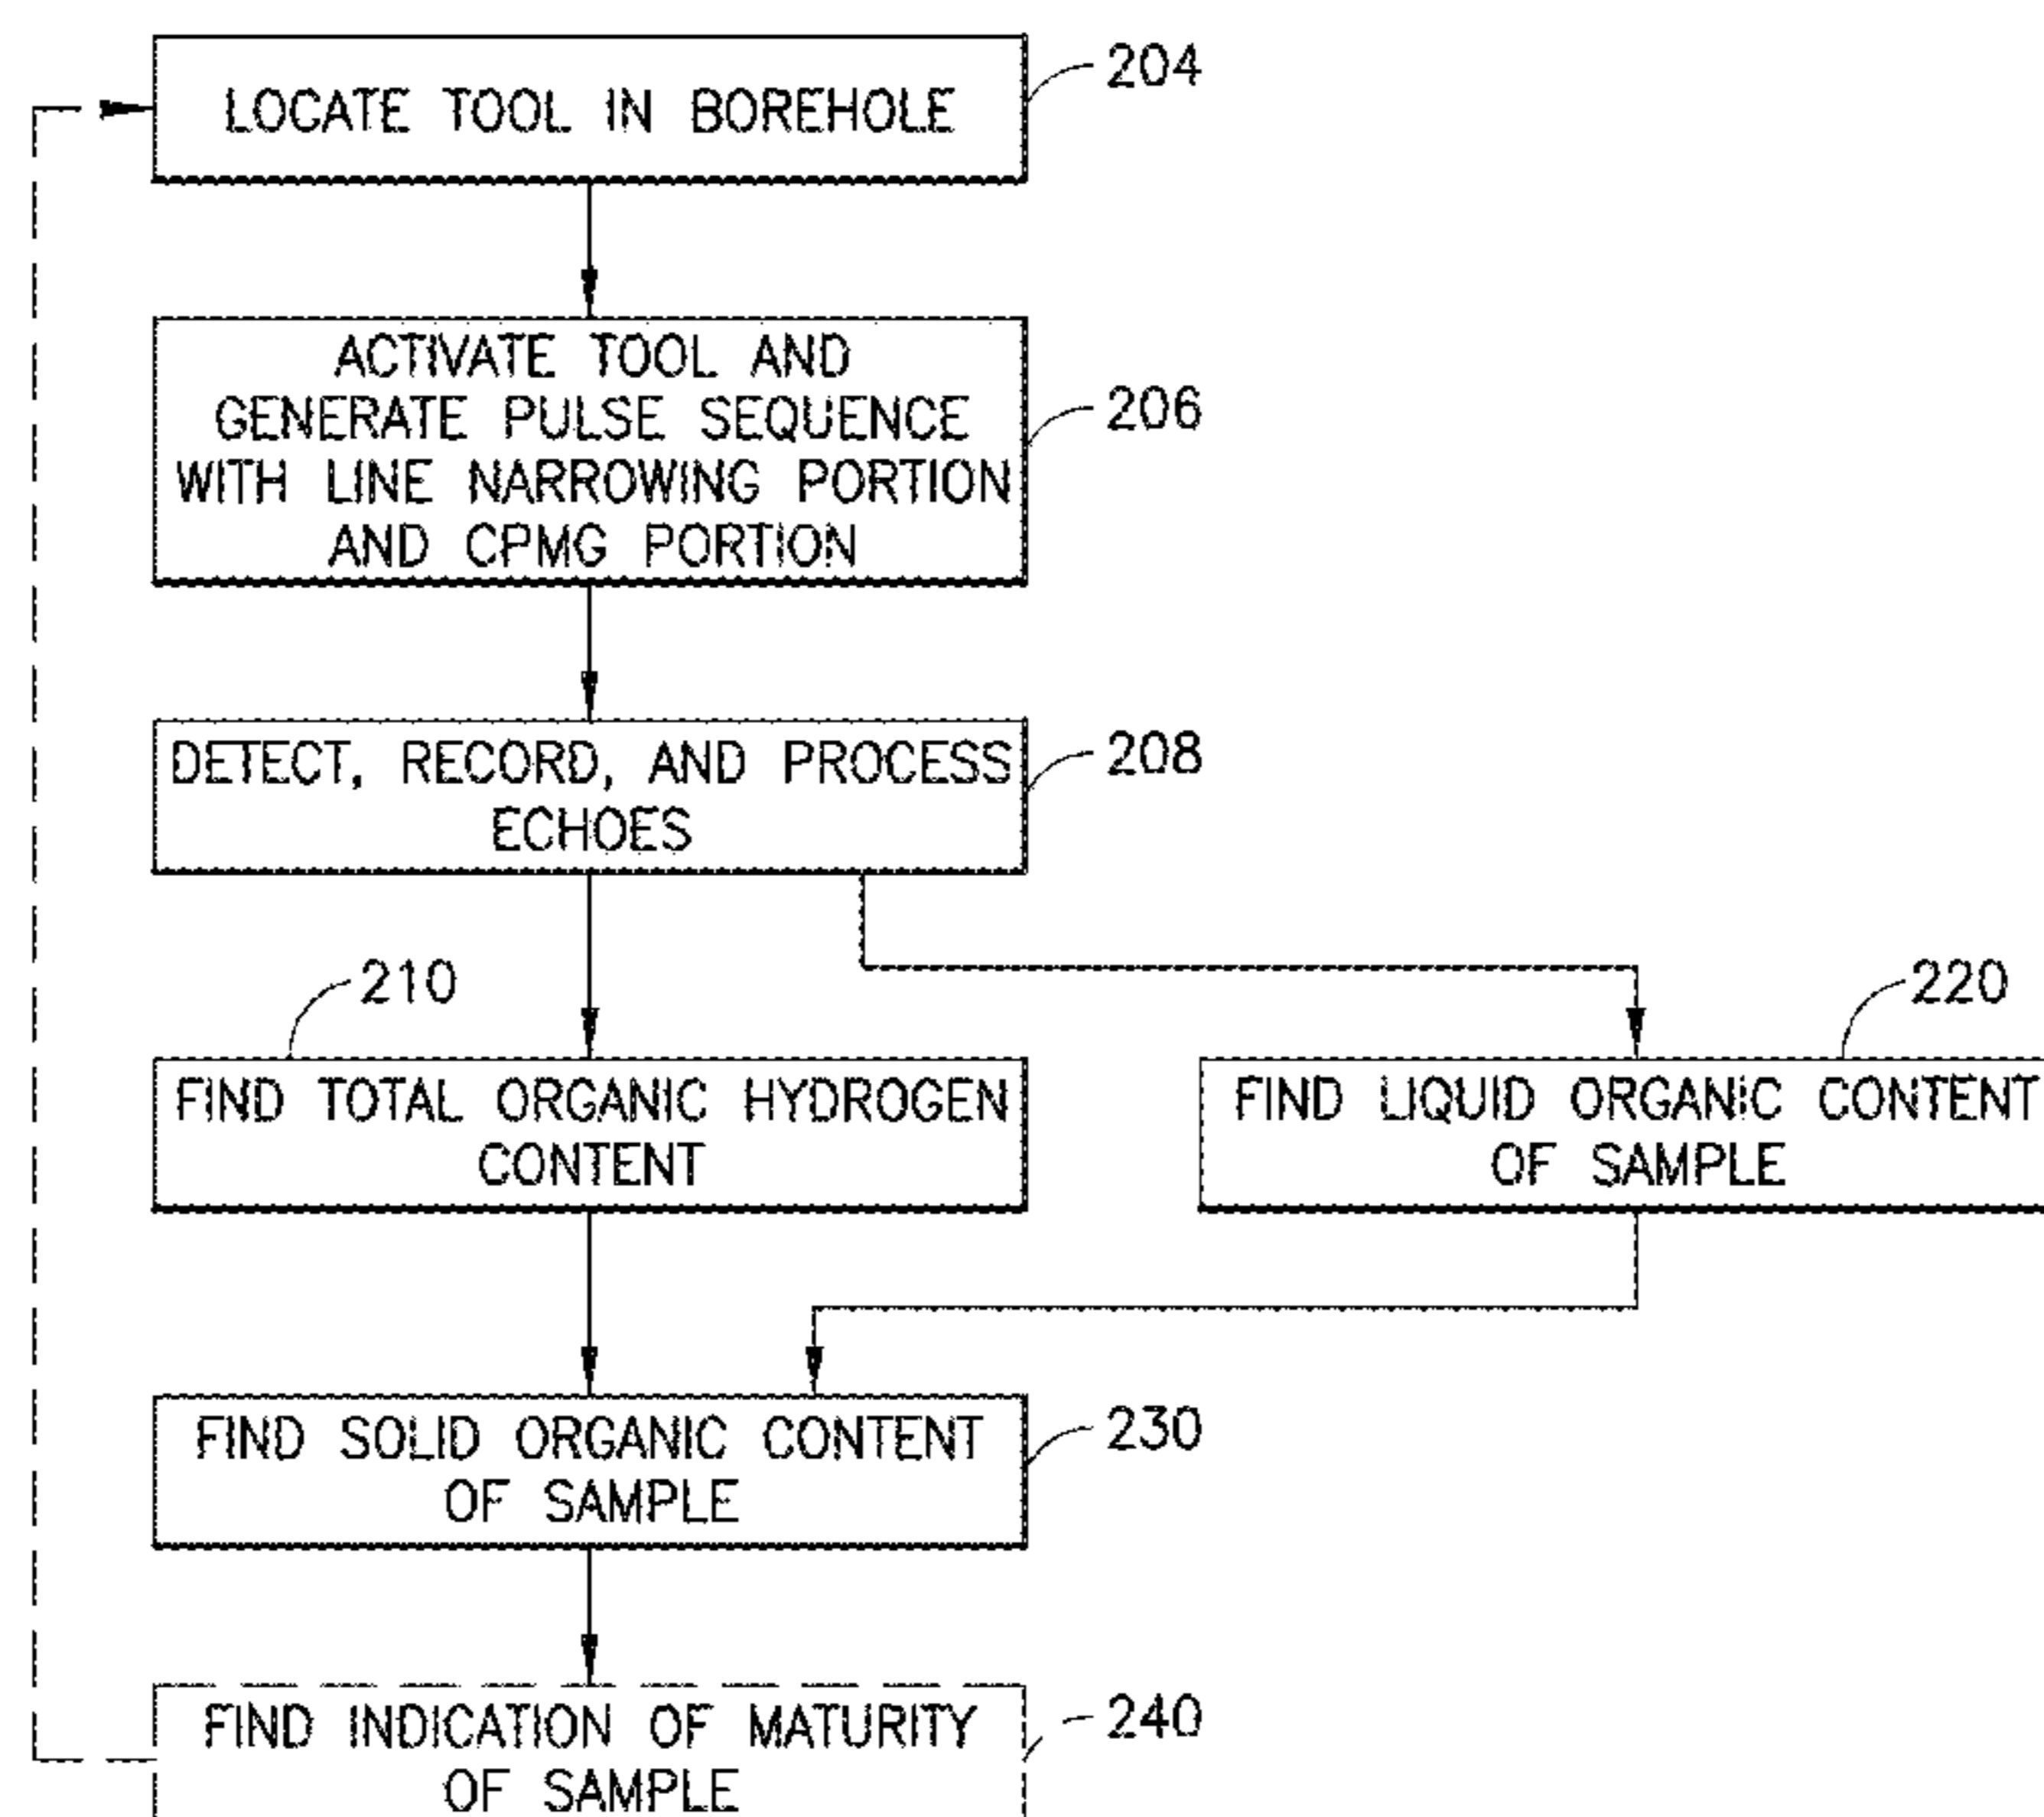 LOCATE TOOL IN BOREHOLE
204
ACTIVATE TOOL AND
GENERATE PULSE SEQUENCE
WITH LINE NARROWING PORTION
AND CPMG PORTION
206
DETECT, RECORD, AND PROCESS
ECHOES
208
210
FIND TOTAL ORGANIC HYDROGEN
CONTENT
220
FIND LIQUID ORGANIC CONTENT
OF SAMPLE
FIND SOLID ORGANIC CONTENT
OF SAMPLE
230
FIND INDICATION OF MATURITY
OF SAMPLE
240